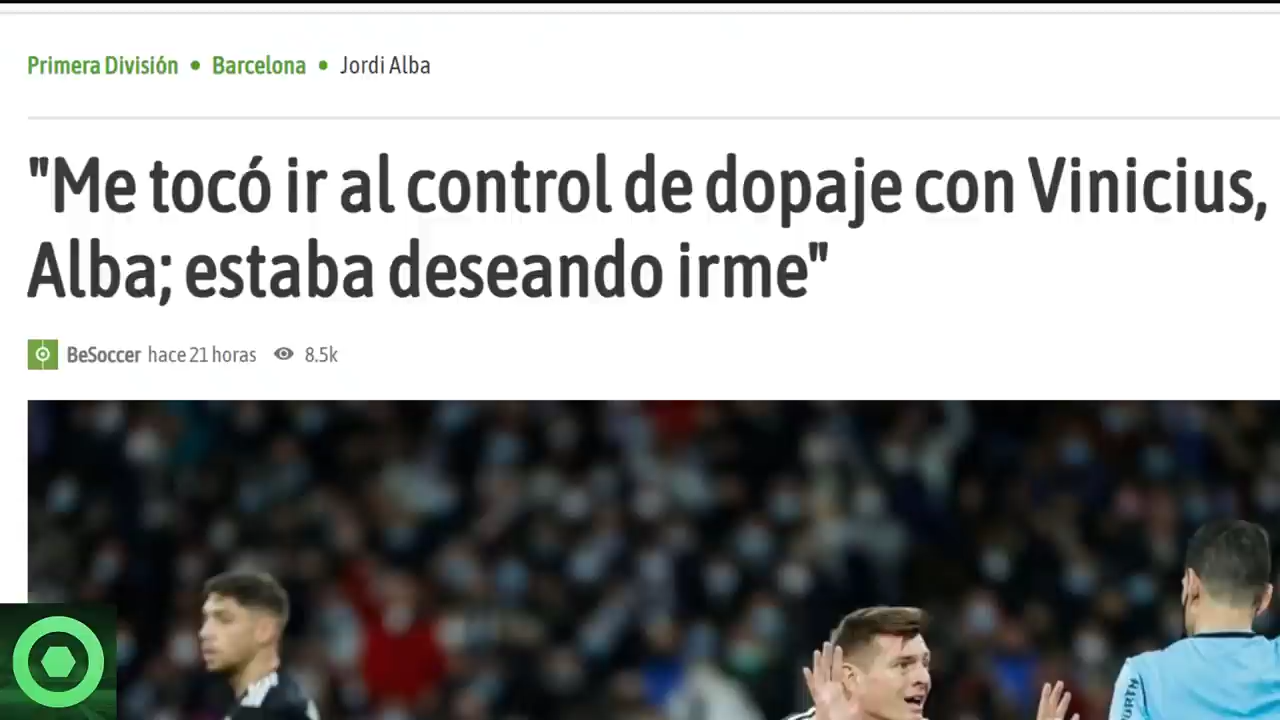 Primera División • Barcelona • Jordi Alba
"Me tocó ir al control de dopaje con Vinicius,
Alba; estaba deseando irme"
BeSoccer hace 21 horas 8.5k